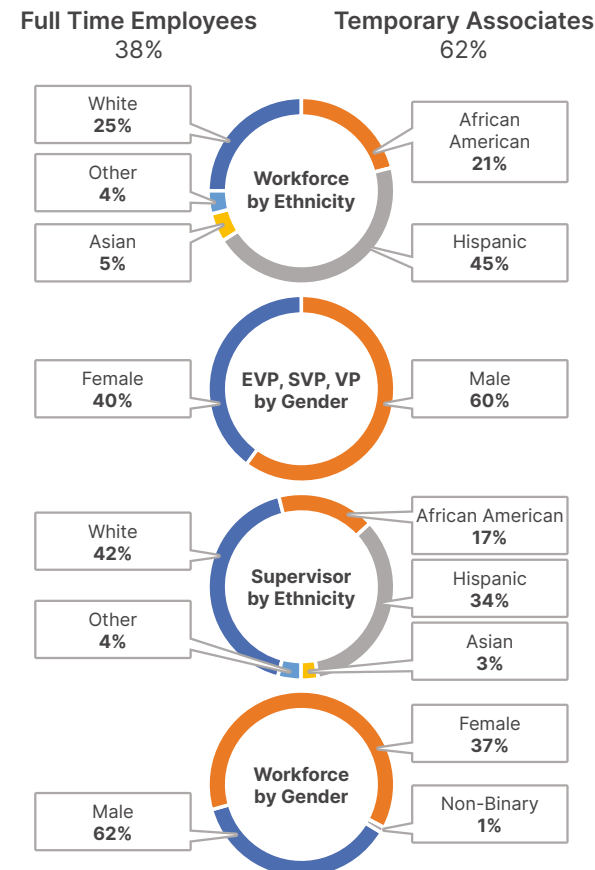 Full Time Employees
38%
Temporary Associates
62%
White
25%
Other
4%
Asian
5%
Workforce
by Ethnicity
African
American
21%
Hispanic
45%
Female
40%
EVP, SVP, VP
by Gender
Male
60%
White
42%
Other
4%
Supervisor
by Ethnicity
African American
17%
Hispanic
34%
Asian
3%
Male
62%
Workforce
by Gender
Female
37%
Non-Binary
1%